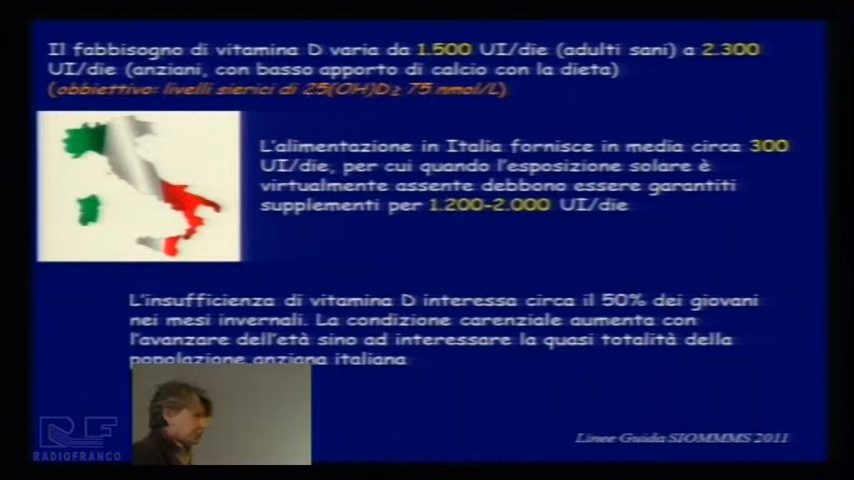 Il fabbisogno di vitamina D varia da 1.500 UI/die (adulti sani) a 2.300
UI/die (anziani, con basso apporto di calcio con la dieta)
(obbiettivo: livelli sierici di 25(OH)D ≥ 75 nmol/L)
L'alimentazione in Italia fornisce in media circa 300
UI/die, per cui quando l'esposizione solare è
virtualmente assente debbono essere garantiti
supplementi per 1.200-2.000 UI/die
L'insufficienza di vitamina D interessa circa il 50% dei giovani
nei mesi invernali. La condizione carenziale aumenta con
l'avanzare dell'età sino ad interessare la quasi totalità della
popolazione anziana italiana
RF
RADIOFRANCO
Linee Guida SIOMMMS 2011